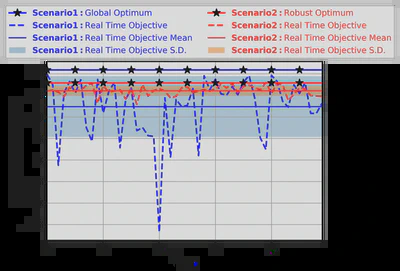 Scenario1: Global Optimum
Scenario1: Real Time Objective
Scenario1: Real Time Objective Mean
Scenario1: Real Time Objective S.D.
Scenario2: Robust Optimum
Scenario2: Real Time Objective
Scenario2: Real Time Objective Mean
Scenario2: Real Time Objective S.D.